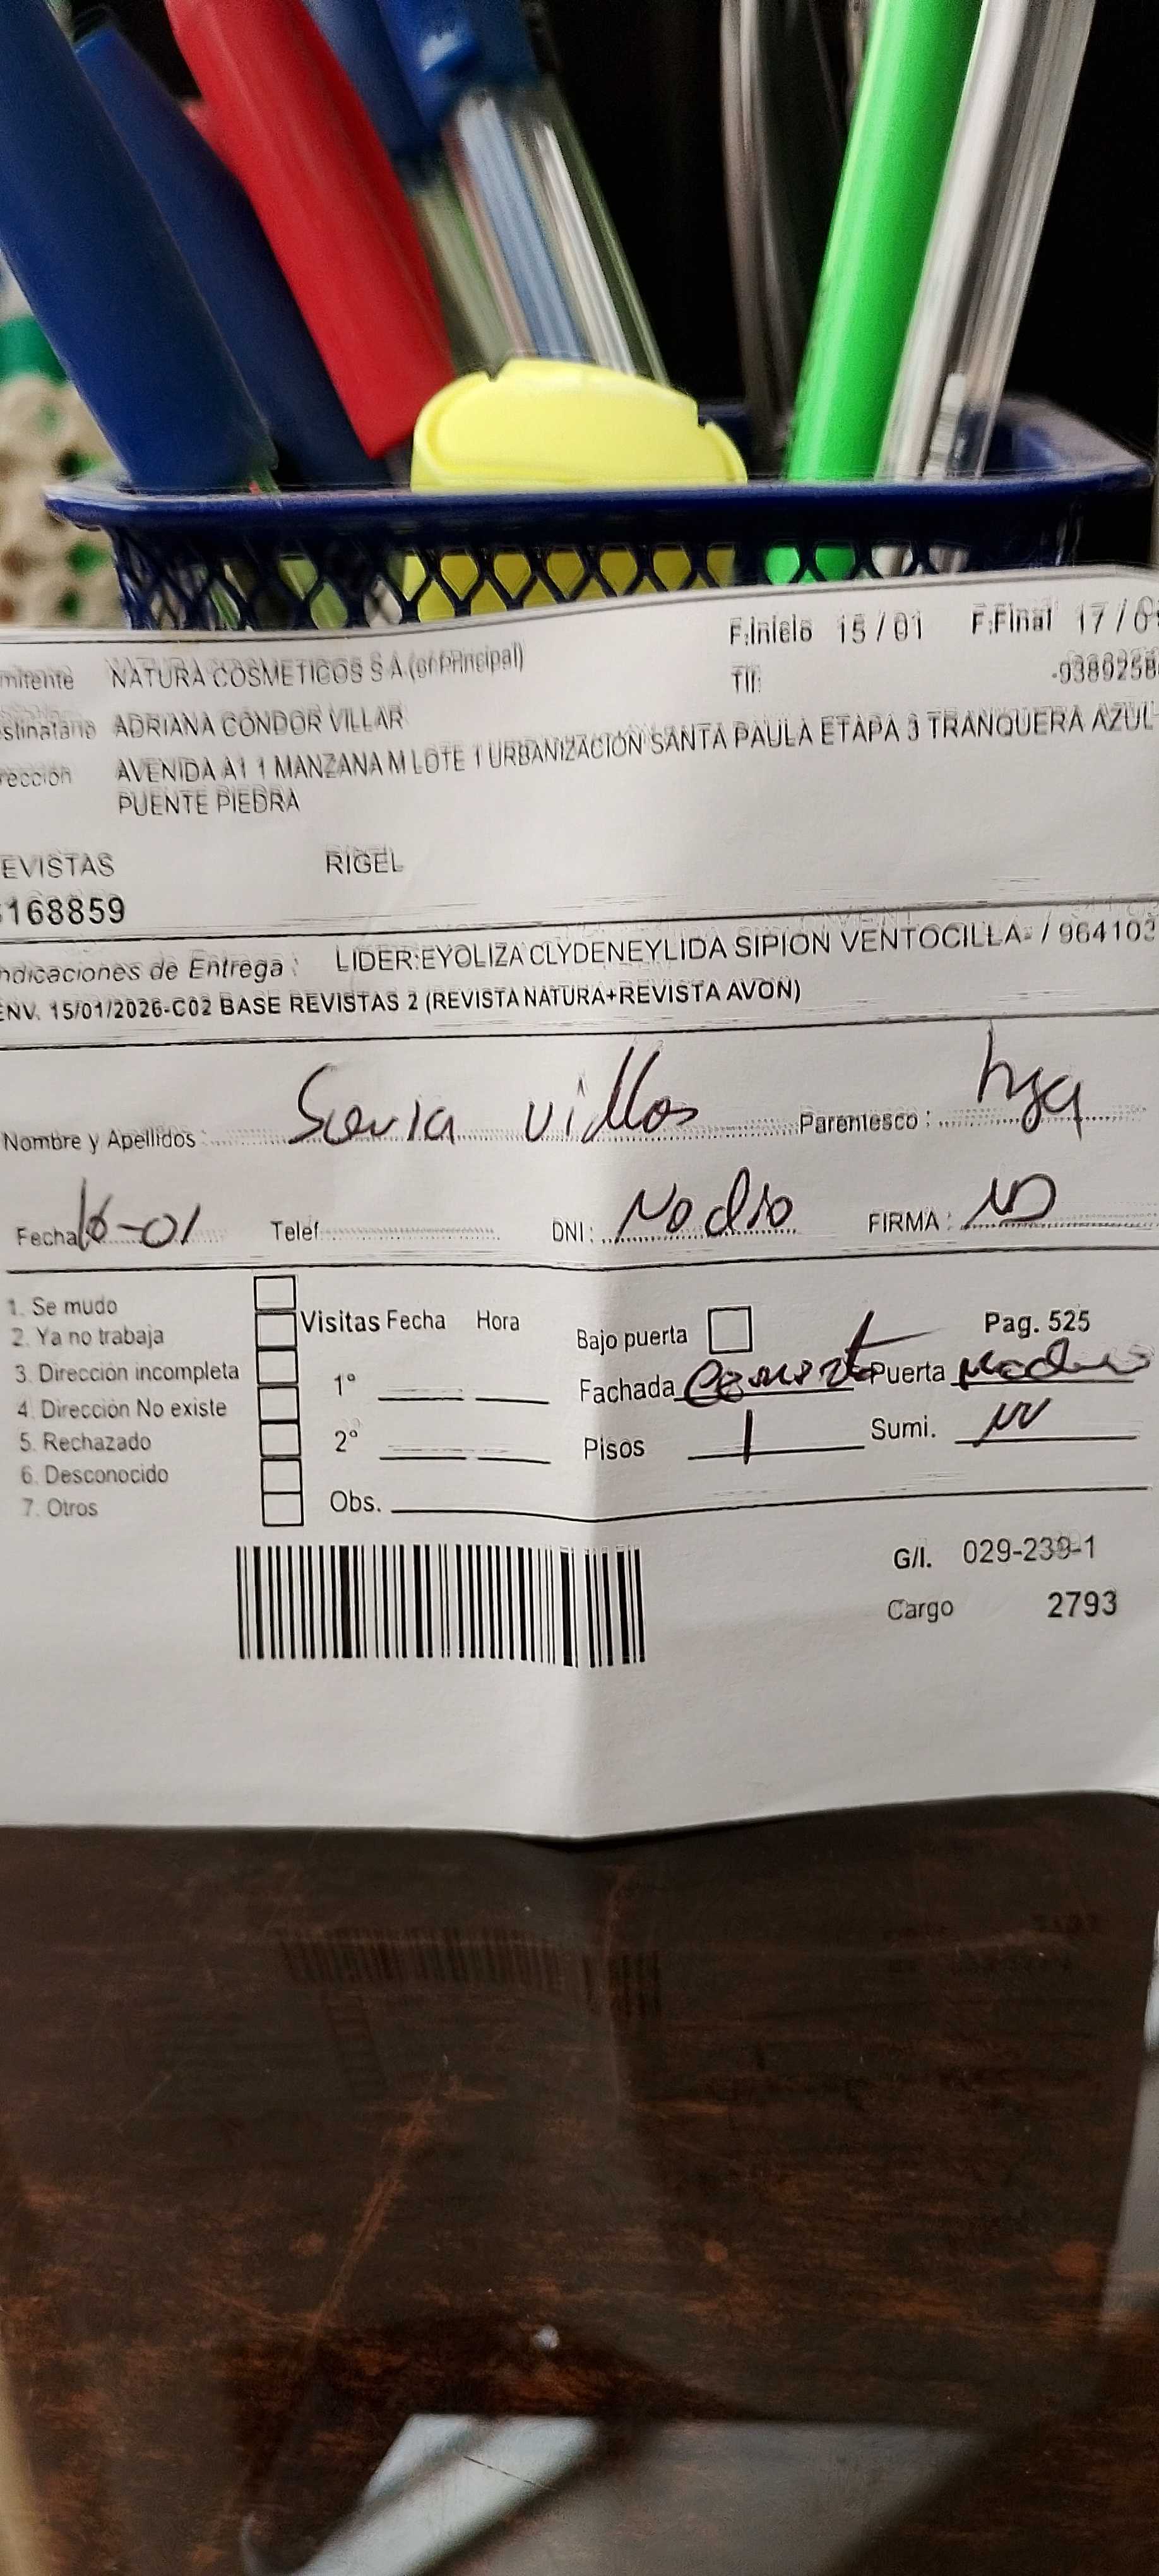 F.Inicio 15/01 F.Final 17/0
mitente NATURA COSMETICOS S A (of Principal) Tlf:
stinatario ADRIANA CONDOR VILLAR
rección AVENIDA A1 1 MANZANA M LOTE 1 URBANIZACIÓN SANTA PAULA ETAPA 3 TRANQUERA AZUL
PUENTE PIEDRA
EVISTAS RIGEL
168859
ndicaciones de Entrega : LIDER:EYOLIZA CLYDENEYLIDA SIPION VENTOCILLA- / 964103
ENV. 15/01/2026-C02 BASE REVISTAS 2 (REVISTA NATURA+REVISTA AVON)
Nombre y Apellidos : Parentesco :
Fecha 16-01 Telef DNI: No dio FIRMA :
1. Se mudo
2. Ya no trabaja
3. Dirección incompleta
4. Dirección No existe
5. Rechazado
6. Desconocido
7. Otros
Visitas Fecha Hora
1°
2°
Obs.
Bajo puerta Pag. 525
Fachada Puerta
Pisos 1 Sumi.
G/I. 029-239-1
Cargo 2793